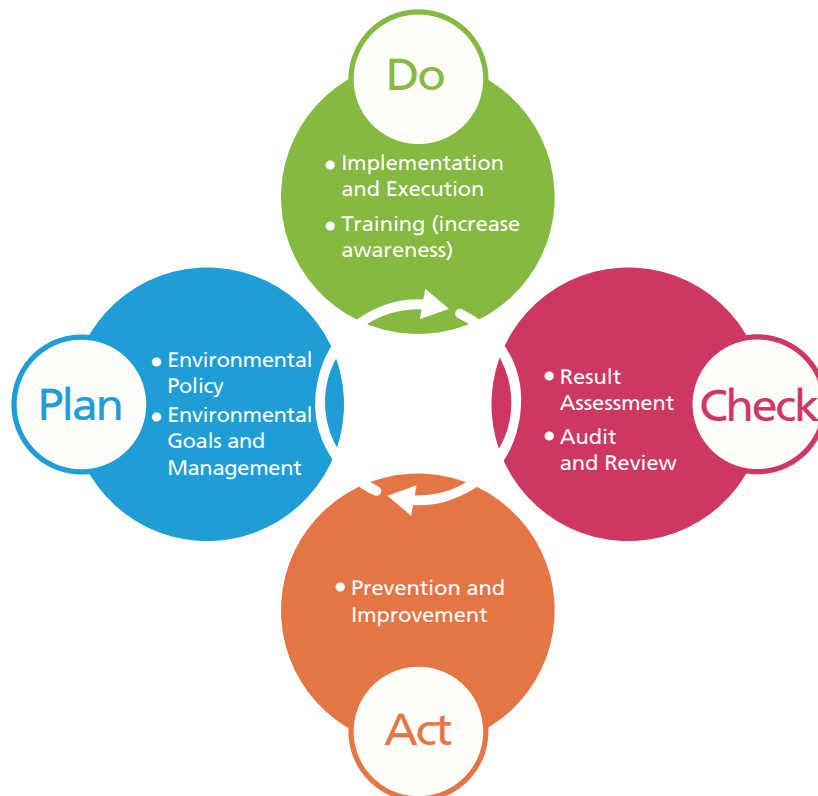 Do
• Implementation
and Execution
• Training (increase
awareness)
Plan
• Environmental
Policy
• Environmental
Goals and
Management
Check
• Result
Assessment
• Audit
and Review
• Prevention and
Improvement
Act